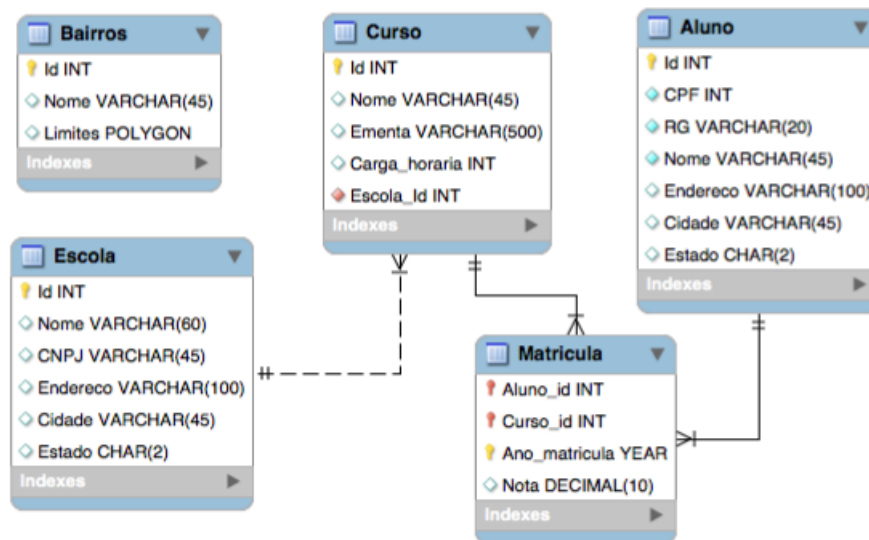 Bairros
Id INT
Nome VARCHAR(45)
Limites POLYGON
Indexes
Curso
Id INT
Nome VARCHAR(45)
Ementa VARCHAR(500)
Carga_horaria INT
Escola_Id INT
Indexes
Aluno
Id INT
CPF INT
RG VARCHAR(20)
Nome VARCHAR(45)
Endereco VARCHAR(100)
Cidade VARCHAR(45)
Estado CHAR(2)
Indexes
Escola
Id INT
Nome VARCHAR(60)
CNPJ VARCHAR(45)
Endereco VARCHAR(100)
Cidade VARCHAR(45)
Estado CHAR(2)
Indexes
Matricula
Aluno_id INT
Curso_id INT
Ano_matricula YEAR
Nota DECIMAL(10)
Indexes